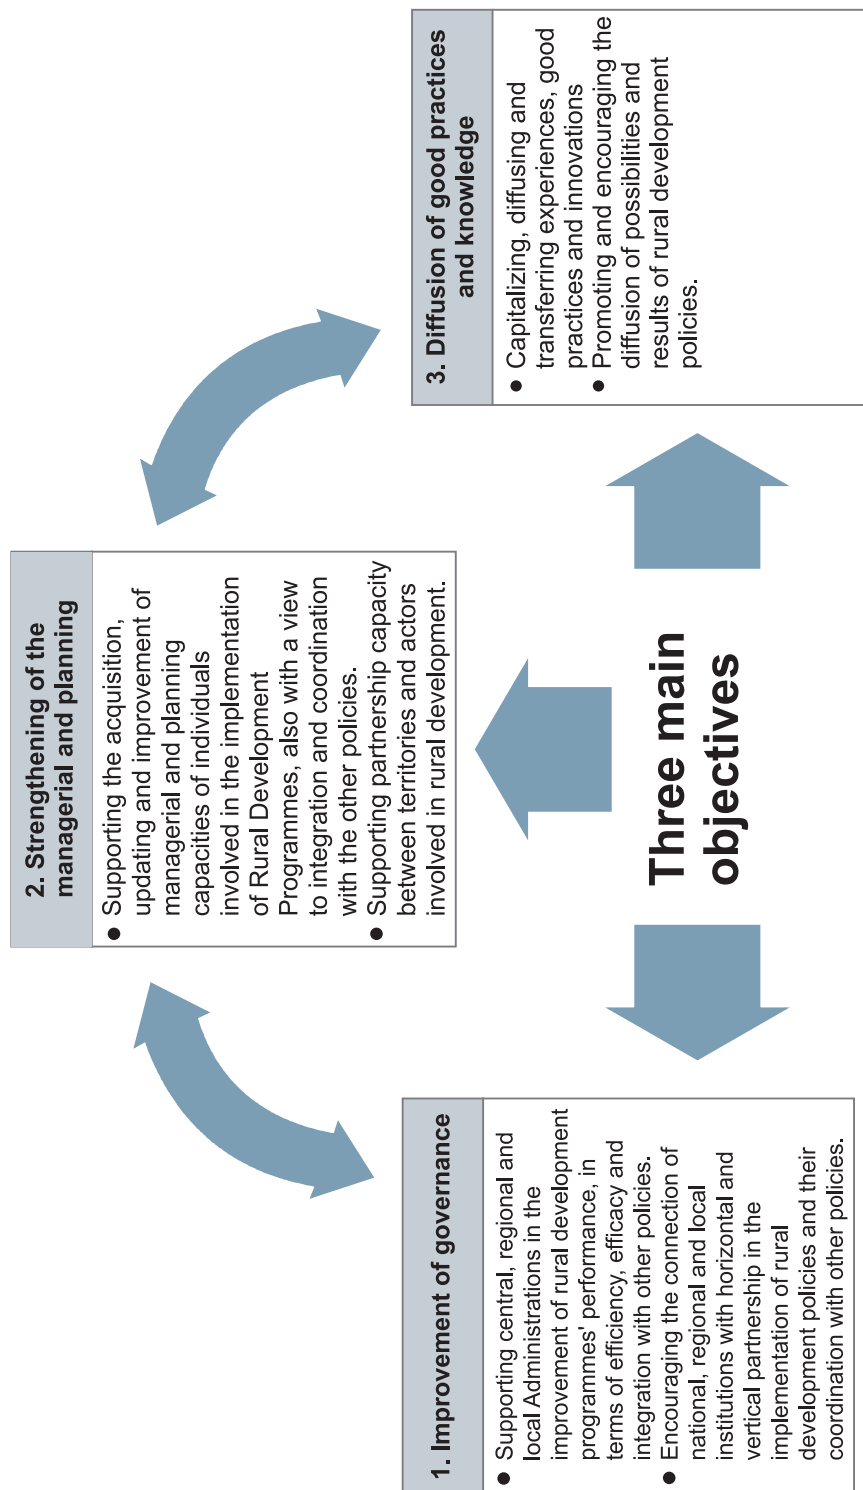 1. Improvement of governance
● Supporting central, regional and
local Administrations in the
improvement of rural development
programmes' performance, in
terms of efficiency, efficacy and
integration with other policies.
● Encouraging the connection of
national, regional and local
institutions with horizontal and
vertical partnership in the
implementation of rural
development policies and their
coordination with other policies.
2. Strengthening of the
managerial and planning
● Supporting the acquisition,
updating and improvement of
managerial and planning
capacities of individuals
involved in the implementation
of Rural Development
Programmes, also with a view
to integration and coordination
with the other policies.
● Supporting partnership capacity
between territories and actors
involved in rural development.
3. Diffusion of good practices
and knowledge
● Capitalizing, diffusing and
transferring experiences, good
practices and innovations
● Promoting and encouraging the
diffusion of possibilities and
results of rural development
policies.
Three main
objectives